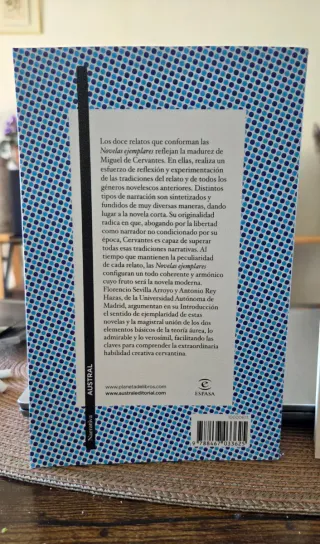 Los doce relatos que conforman las
Novelas ejemplares reflejan la madurez de
Miguel de Cervantes. En ellas, realiza un
esfuerzo de reflexión y experimentación
de las tradiciones del relato y de todos los
géneros novelescos anteriores. Distintos
tipos de narración son sintetizados y
fundidos de muy diversas maneras, dando
lugar a la novela corta. Su originalidad
radica en que, abogando por la libertad
como narrador no condicionado por su
época, Cervantes es capaz de superar
todas esas tradiciones narrativas. Al
tiempo que mantienen la peculiaridad
de cada relato, las Novelas ejemplares
configuran un todo coherente y armónico
cuyo fruto será la novela moderna.
Florencio Sevilla Arroyo y Antonio Rey
Hazas, de la Universidad Autónoma de
Madrid, argumentan en su Introducción
el sentido de ejemplaridad de estas
novelas y la magistral unión de los dos
elementos básicos de la teoría áurea, lo
admirable y lo verosímil, facilitando las
claves para comprender la extraordinaria
habilidad creativa cervantina.
www.planetadelibros.com
www.australeditorial.com
ESPASA
Narrativa
AUSTRAL